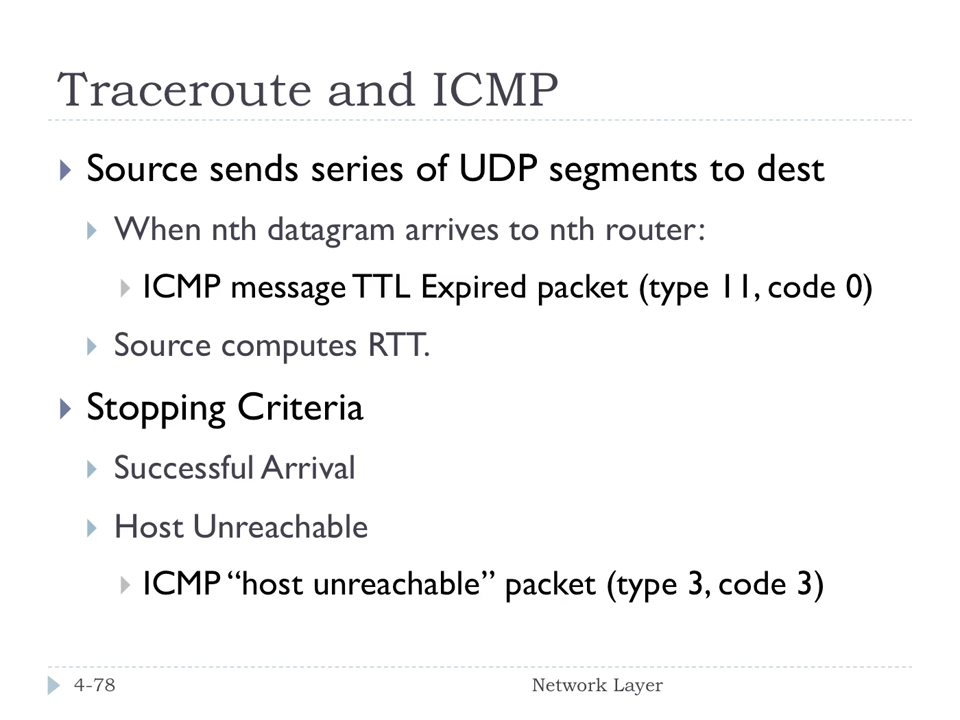 Traceroute and ICMP
Source sends series of UDP segments to dest
When nth datagram arrives to nth router:
ICMP message TTL Expired packet (type 11, code 0)
Source computes RTT.
Stopping Criteria
Successful Arrival
Host Unreachable
ICMP “host unreachable” packet (type 3, code 3)
4-78 Network Layer